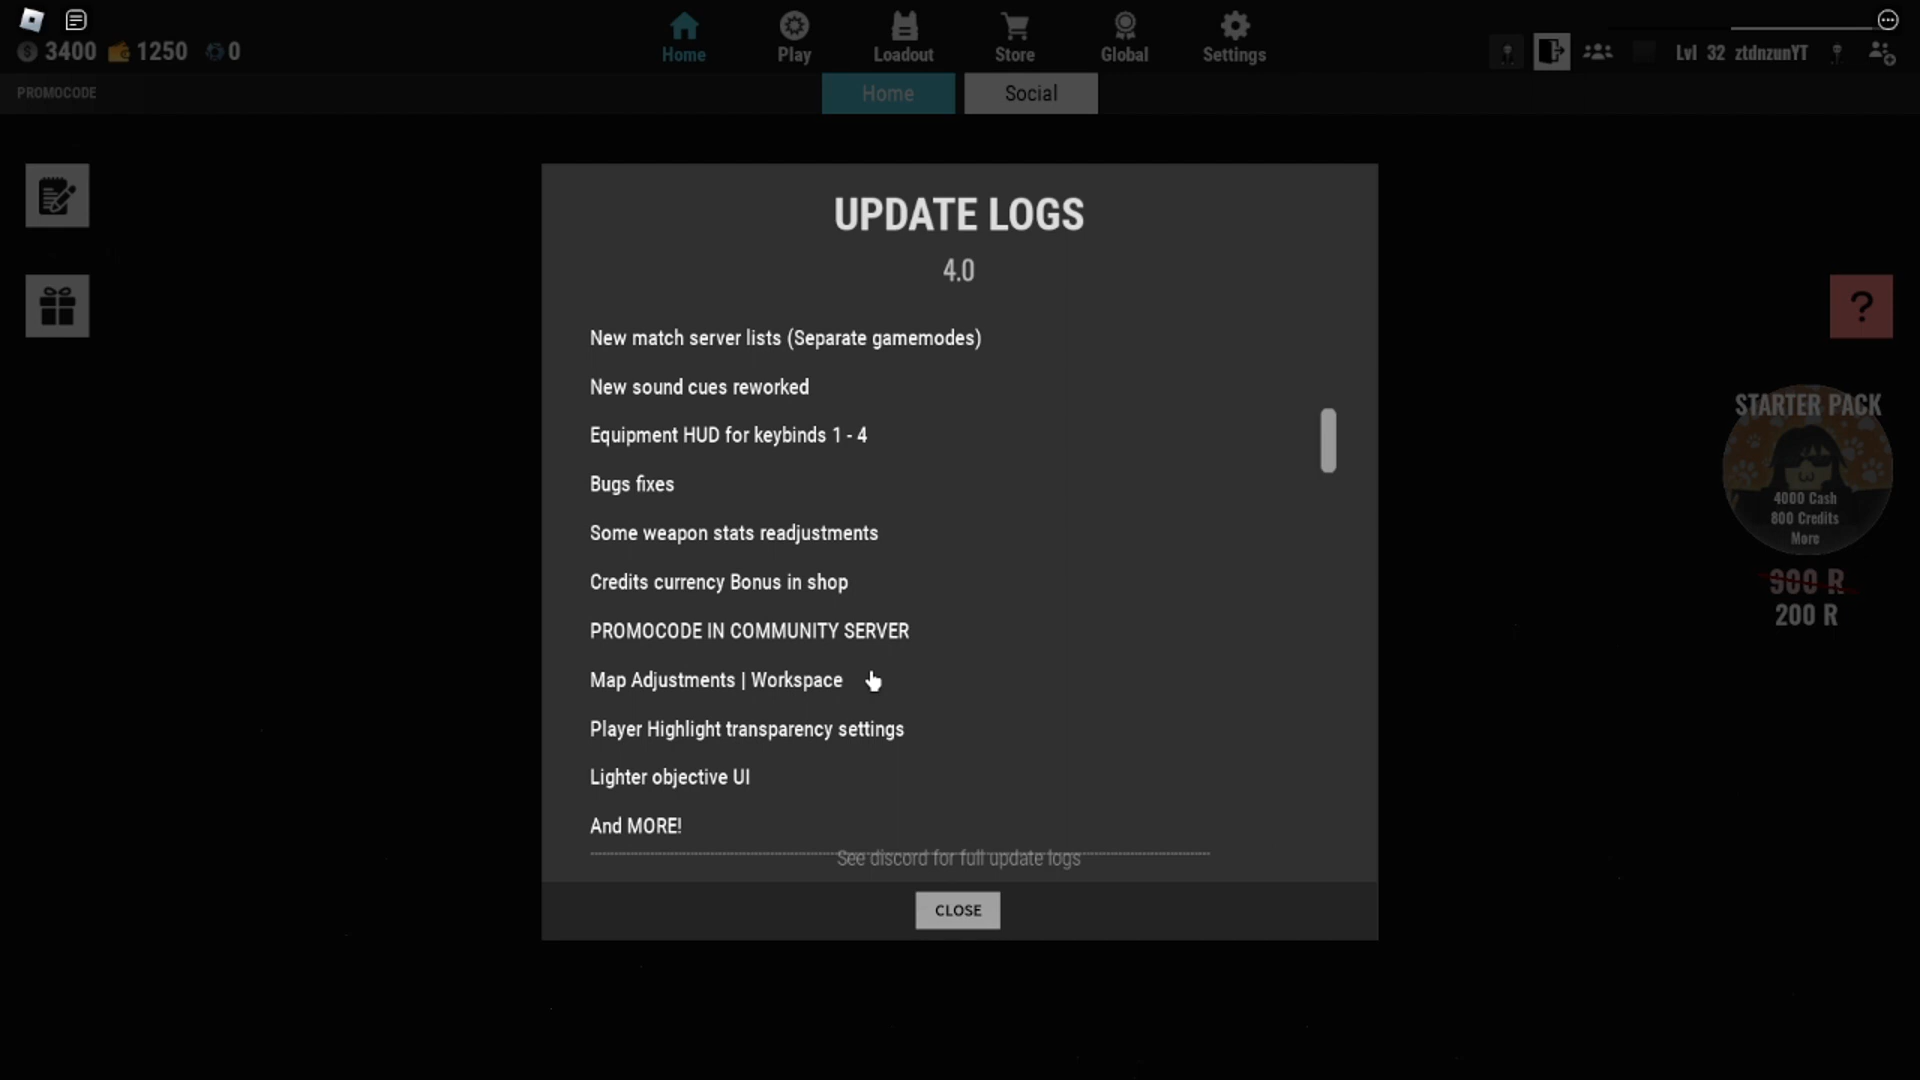 3400 1250 0
Home Play Loadout Store Global Settings
Lvl 32 ztdnzunYT
PROMOCODE
Home Social
UPDATE LOGS
4.0
New match server lists (Separate gamemodes)
New sound cues reworked
Equipment HUD for keybinds 1 - 4
Bugs fixes
Some weapon stats readjustments
Credits currency Bonus in shop
PROMOCODE IN COMMUNITY SERVER
Map Adjustments | Workspace
Player Highlight transparency settings
Lighter objective UI
And MORE!
See discord for full update logs
CLOSE
?
STARTER PACK
4000 Cash
800 Credits
More
900 R
200 R